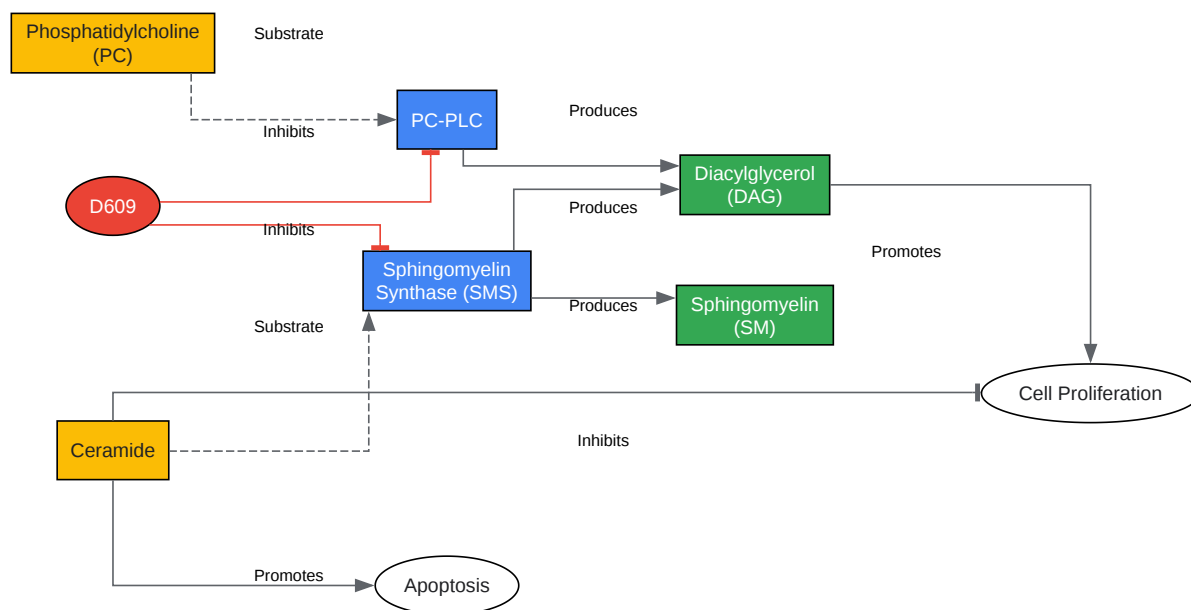 Phosphatidylcholine
(PC)
Substrate
PC-PLC
Produces
Inhibits
Diacylglycerol
(DAG)
D609
Produces
Inhibits
Promotes
Sphingomyelin
Synthase (SMS)
Produces
Sphingomyelin
(SM)
Substrate
Cell Proliferation
Ceramide
Inhibits
Promotes
Apoptosis